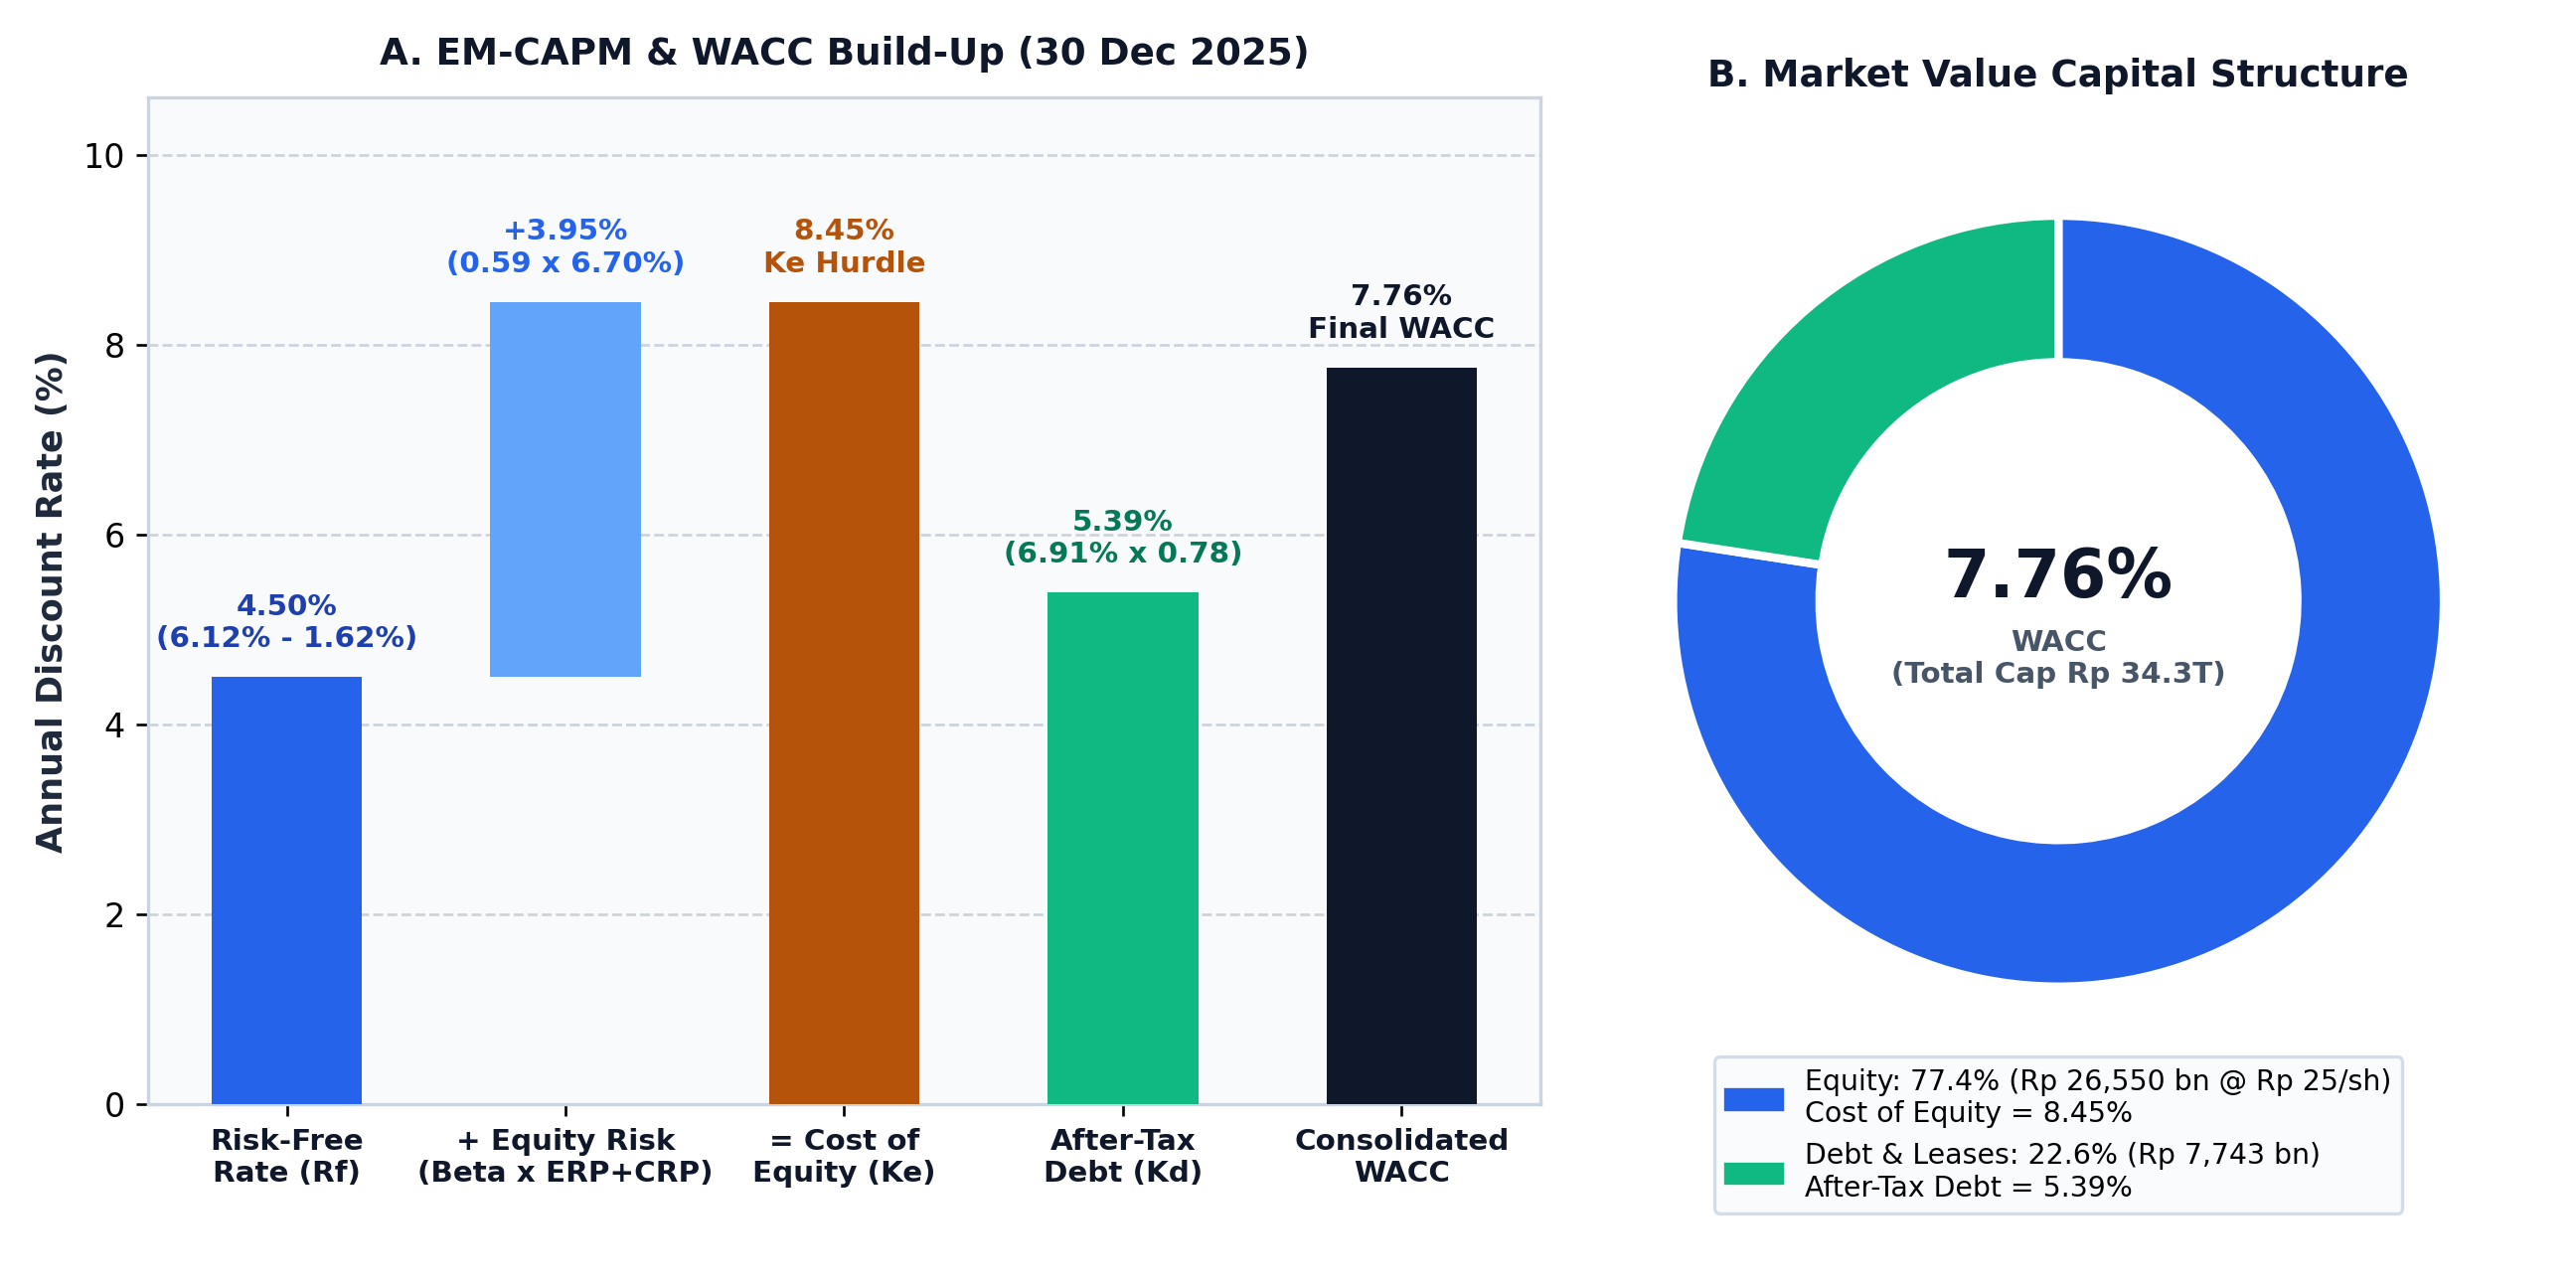 A. EM-CAPM & WACC Build-Up (30 Dec 2025)
Annual Discount Rate (%)
10
8
6
4
2
0
4.50%
(6.12% - 1.62%)
+3.95%
(0.59 x 6.70%)
8.45%
Ke Hurdle
5.39%
(6.91% x 0.78)
7.76%
Final WACC
Risk-Free
Rate (Rf)
+ Equity Risk
(Beta x ERP+CRP)
= Cost of
Equity (Ke)
After-Tax
Debt (Kd)
Consolidated
WACC
B. Market Value Capital Structure
7.76%
WACC
(Total Cap Rp 34.3T)
Equity: 77.4% (Rp 26,550 bn @ Rp 25/sh)
Cost of Equity = 8.45%
Debt & Leases: 22.6% (Rp 7,743 bn)
After-Tax Debt = 5.39%